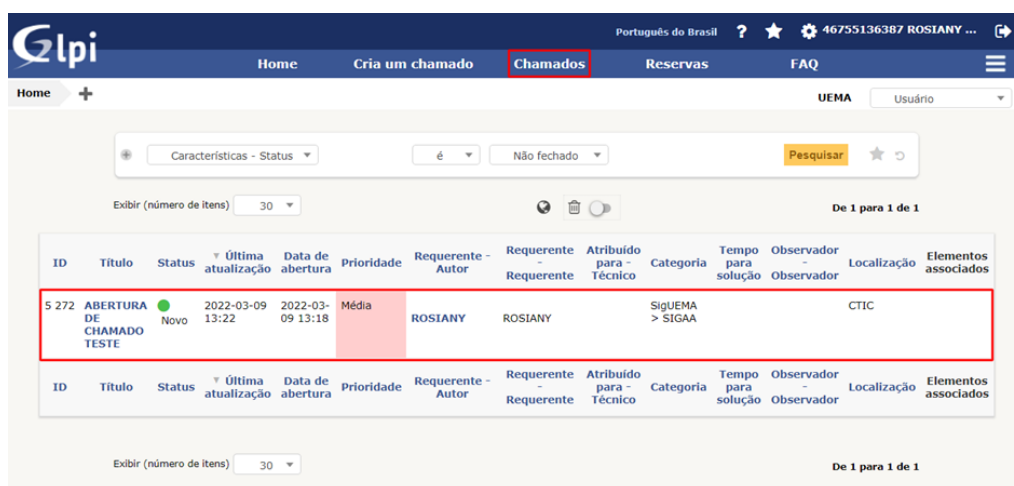 Glpi
Português do Brasil ? 46755136387 ROSIANY ...
Home Cria um chamado Chamados Reservas FAQ
Home + UEMA Usuário
Características - Status é Não fechado Pesquisar
Exibir (número de itens) 30 De 1 para 1 de 1
ID Título Status Última atualização Data de abertura Prioridade Requerente - Autor Requerente - Requerente Atribuído para - Técnico Categoria Tempo para solução Observador - Observador Localização Elementos associados
5 272 ABERTURA DE CHAMADO TESTE Novo 2022-03-09 13:22 2022-03-09 13:18 Média ROSIANY ROSIANY SigUEMA > SIGAA CTIC
ID Título Status Última atualização Data de abertura Prioridade Requerente - Autor Requerente - Requerente Atribuído para - Técnico Categoria Tempo para solução Observador - Observador Localização Elementos associados
Exibir (número de itens) 30 De 1 para 1 de 1